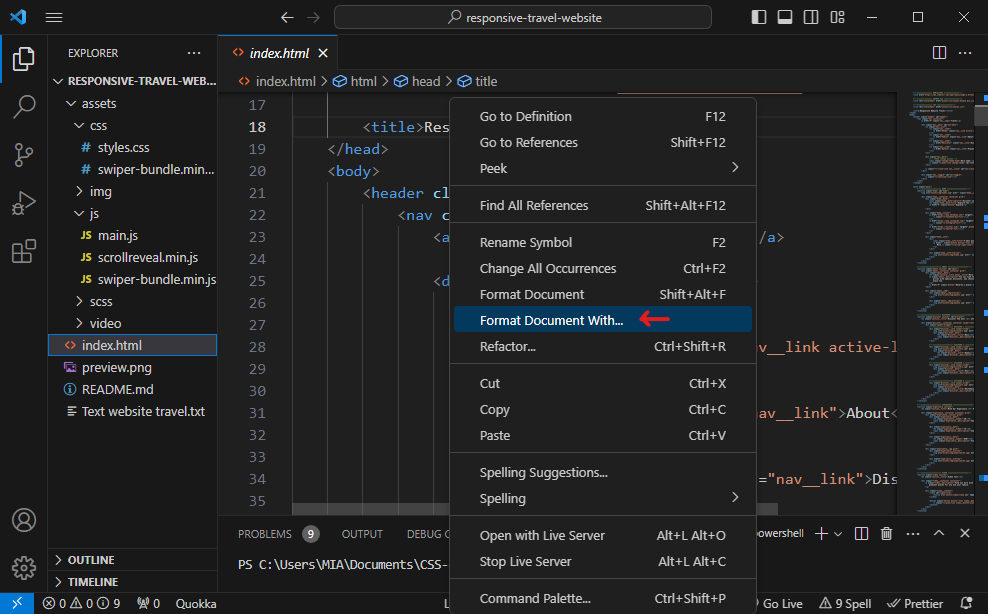 responsive-travel-website
EXPLORER
RESPONSIVE-TRAVEL-WEB...
assets
css
# styles.css
# swiper-bundle.min...
img
js
JS main.js
JS scrollreveal.min.js
JS swiper-bundle.min.js
scss
video
<> index.html
preview.png
README.md
Text website travel.txt
OUTLINE
TIMELINE
<> index.html
<> index.html > html > head > title
17
18 <title>Res
19 </head>
20 <body>
21 <header cl
22 <nav c
23 <a /a>
24
25 <d
26
27
28 v__link active-l
29
30
31 nav__link">About<
32
33
34 ="nav__link">Dis
35
Go to Definition F12
Go to References Shift+F12
Peek
Find All References Shift+Alt+F12
Rename Symbol F2
Change All Occurrences Ctrl+F2
Format Document Shift+Alt+F
Format Document With...
Refactor... Ctrl+Shift+R
Cut Ctrl+X
Copy Ctrl+C
Paste Ctrl+V
Spelling Suggestions...
Spelling
Open with Live Server Alt+L Alt+O
Stop Live Server Alt+L Alt+C
Command Palette... Ctrl+Shift+P
PROBLEMS 9 OUTPUT DEBUG C owershell
PS C:\Users\MIA\Documents\CSS-
0 0 9 0 Quokka L Go Live 9 Spell Prettier